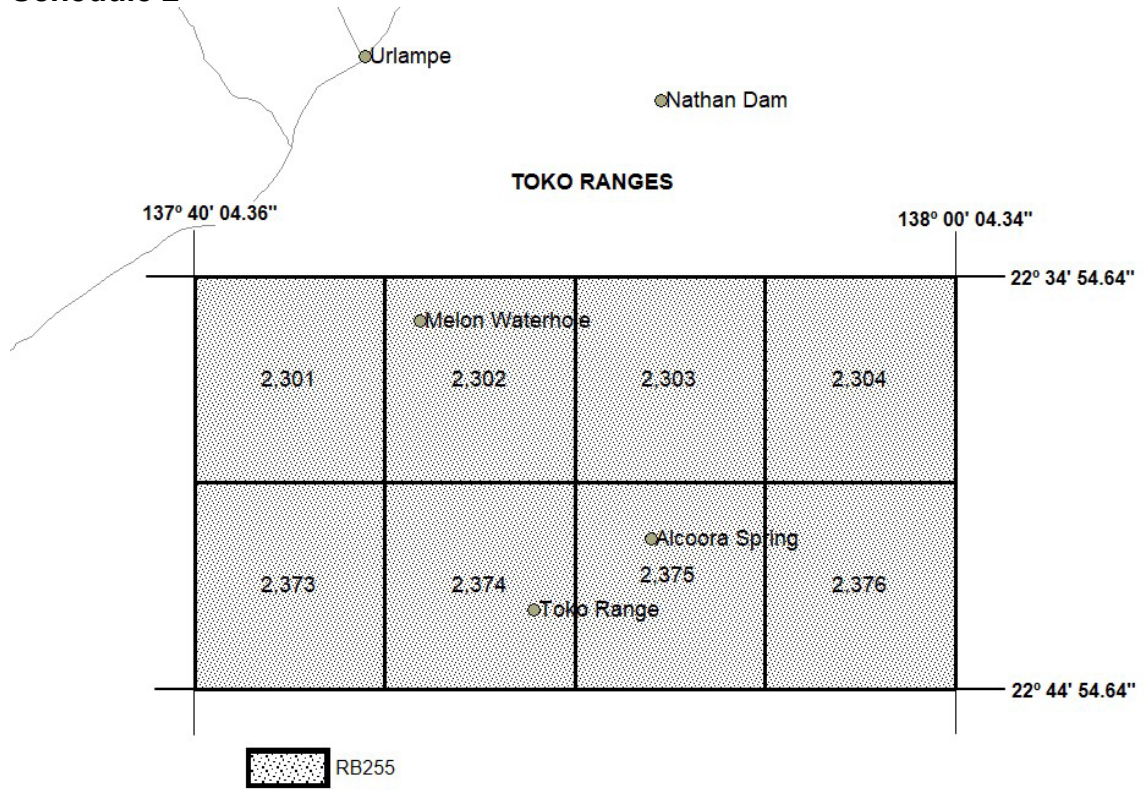 Urlampe
Nathan Dam
TOKO RANGES
137º 40' 04.36"
138º 00' 04.34"
22º 34' 54.64"
Melon Waterhole
2,301
2,302
2,303
2,304
Alcoora Spring
2,373
2,374
2,375
2,376
Toko Range
22º 44' 54.64"
RB255